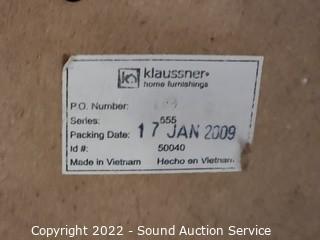 klaussner
home furnishings
P.O. Number:
Series: 555
Packing Date: 17 JAN 2009
Id #: 50040
Made in Vietnam Hecho en Vietnam
Copyright 2022 - Sound Auction Service